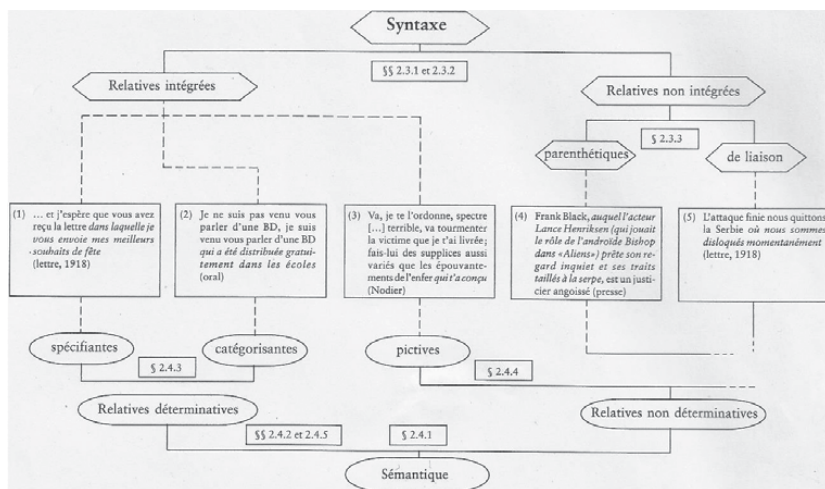 Syntaxe
§§ 2.3.1 et 2.3.2
Relatives intégrées
Relatives non intégrées
§ 2.3.3
parenthétiques
de liaison
(1) … et j'espère que vous avez
reçu la lettre dans laquelle je
vous envoie mes meilleurs
souhaits de fête
(lettre, 1918)
(2) Je ne suis pas venu vous
parler d'une BD, je suis
venu vous parler d'une BD
qui a été distribuée gratui-
tement dans les écoles
(oral)
(3) Va, je te l'ordonne, spectre
[...] terrible, va tourmenter
la victime que je t'ai livrée;
fais-lui des supplices aussi
variés que les épouvante-
ments de l'enfer qui t'a conçu
(Nodier)
(4) Frank Black, auquel l'acteur
Lance Henriksen (qui jouait
le rôle de l'androïde Bishop
dans «Aliens») prête son re-
gard inquiet et ses traits
taillés à la serpe, est un justi-
cier angoissé (presse)
(5) L'attaque finie nous quittons
la Serbie où nous sommes
disloqués momentanément
(lettre, 1918)
spécifiantes
catégorisantes
pictives
§ 2.4.3
§ 2.4.4
Relatives déterminatives
Relatives non déterminatives
§§ 2.4.2 et 2.4.5
§ 2.4.1
Sémantique